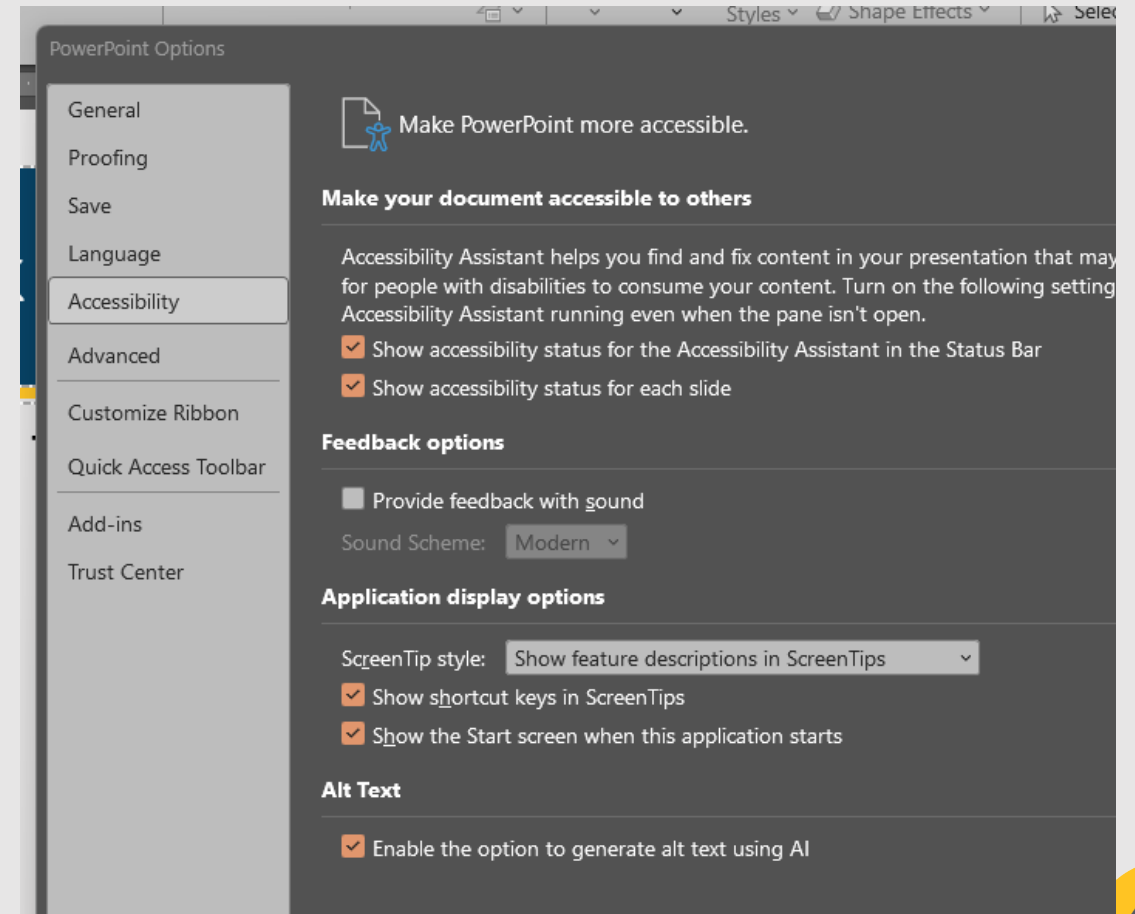 Styles
Shape Effects
PowerPoint Options
General
Proofing
Save
Language
Accessibility
Advanced
Customize Ribbon
Quick Access Toolbar
Add-ins
Trust Center
Make PowerPoint more accessible.
Make your document accessible to others
Accessibility Assistant helps you find and fix content in your presentation that may
for people with disabilities to consume your content. Turn on the following setting
Accessibility Assistant running even when the pane isn't open.
Show accessibility status for the Accessibility Assistant in the Status Bar
Show accessibility status for each slide
Feedback options
Provide feedback with sound
Sound Scheme: Modern
Application display options
ScreenTip style: Show feature descriptions in ScreenTips
Show shortcut keys in ScreenTips
Show the Start screen when this application starts
Alt Text
Enable the option to generate alt text using AI